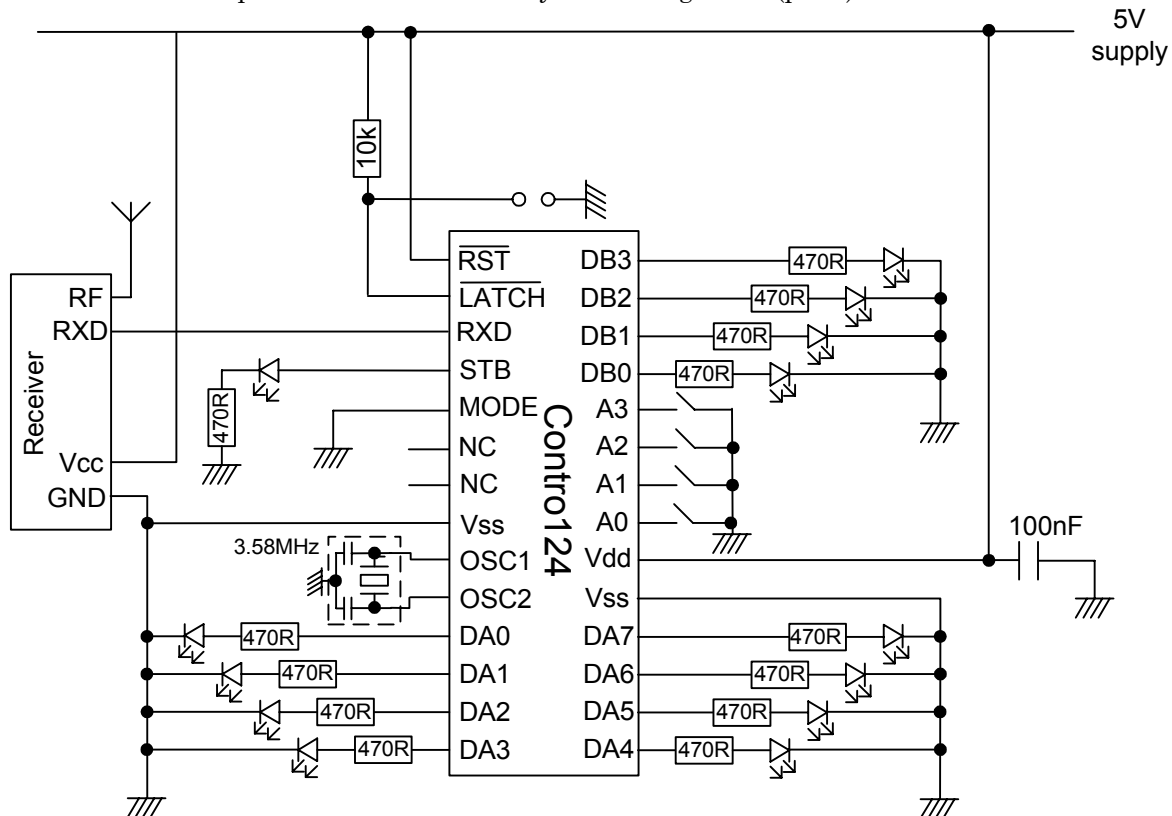 5V
supply
10k
RST
LATCH
RXD
STB
MODE
NC
NC
Vss
OSC1
OSC2
DA0
DA1
DA2
DA3
DB3
DB2
DB1
DB0
A3
A2
A1
A0
Vdd
Vss
DA7
DA6
DA5
DA4
Contro124
Receiver
RF
RXD
Vcc
GND
470R
3.58MHz
470R
470R
470R
470R
470R
470R
470R
470R
100nF
470R
470R
470R
470R